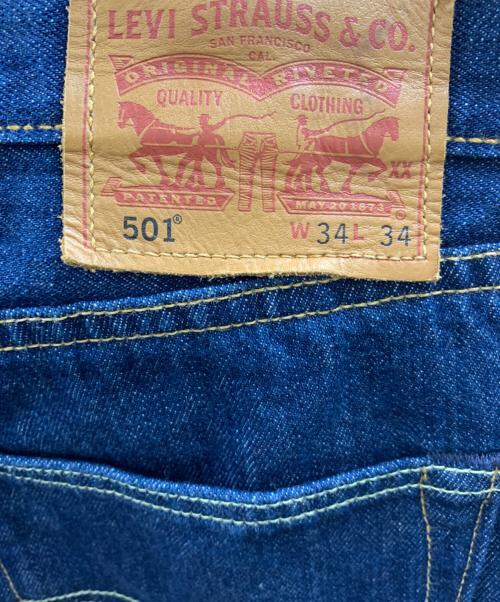 LEVI STRAUSS & CO.
SAN FRANCISCO
CAL.
ORIGINAL RIVETED
QUALITY CLOTHING
XX
PATENTED MAY 20 1873
501® W 34 L 34